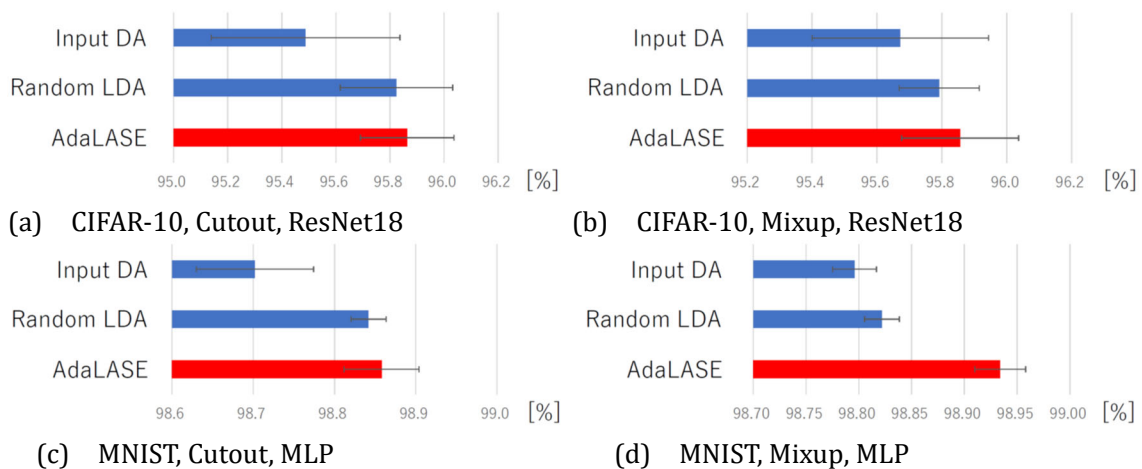 Input DA
Random LDA
AdaLASE
95.0 95.2 95.4 95.6 95.8 96.0 96.2 [%]
(a) CIFAR-10, Cutout, ResNet18
Input DA
Random LDA
AdaLASE
95.2 95.4 95.6 95.8 96.0 96.2 [%]
(b) CIFAR-10, Mixup, ResNet18
Input DA
Random LDA
AdaLASE
98.6 98.7 98.8 98.9 99.0 [%]
(c) MNIST, Cutout, MLP
Input DA
Random LDA
AdaLASE
98.70 98.75 98.80 98.85 98.90 98.95 99.00 [%]
(d) MNIST, Mixup, MLP